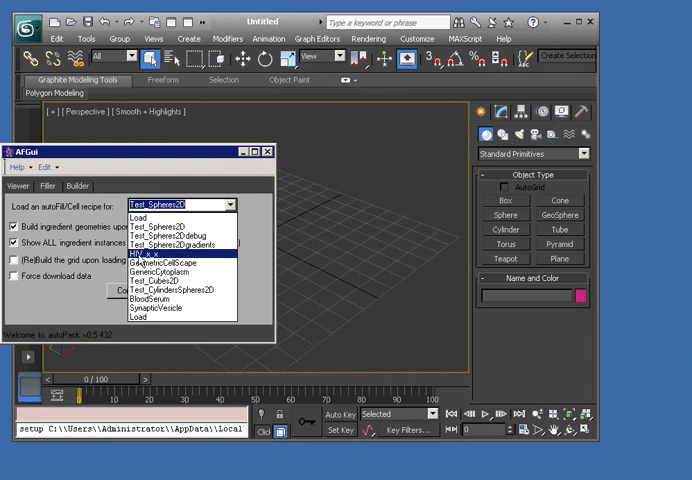 Untitled
Type a keyword or phrase
Edit Tools Group Views Create Modifiers Animation Graph Editors Rendering Customize MAXScript Help
All
View
Create Selection
Graphite Modeling Tools Freeform Selection Object Paint
Polygon Modeling
[ + ] [ Perspective ] [ Smooth + Highlights ]
AFGui
Help Edit
Viewer Filler Builder
Load an autoFill/Cell recipe for: Test_Spheres2D
Load
Test_Spheres2D
Test_Spheres2Ddebug
Test_Spheres2Dgradients
HIV_x_x
GeometricCellScape
GenericCytoplasm
Test_Cubes2D
Test_CylindersSpheres2D
BloodSerum
SynapticVesicle
Load
Build ingredient geometries upon
Show ALL ingredient instances
(Re)Build the grid upon loading
Force download data
Welcome to autoPack v0.5.432
Standard Primitives
Object Type
AutoGrid
Box Cone
Sphere GeoSphere
Cylinder Tube
Torus Pyramid
Teapot Plane
Name and Color
0 / 100
0 10 20 30 40 50 60 70 80 90 100
setup C:\\Users\\Administrator\\AppData\\Local
Auto Key Selected
Set Key Key Filters...
0